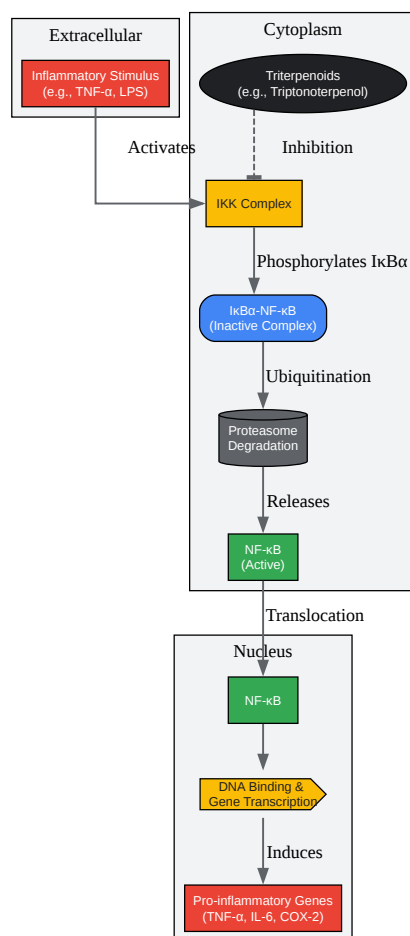 Extracellular
Inflammatory Stimulus
(e.g., TNF-α, LPS)
Cytoplasm
Triterpenoids
(e.g., Triptonoterpenol)
Activates
Inhibition
IKK Complex
Phosphorylates IκBα
IκBα-NF-κB
(Inactive Complex)
Ubiquitination
Proteasome
Degradation
Releases
NF-κB
(Active)
Translocation
Nucleus
NF-κB
DNA Binding &
Gene Transcription
Induces
Pro-inflammatory Genes
(TNF-α, IL-6, COX-2)